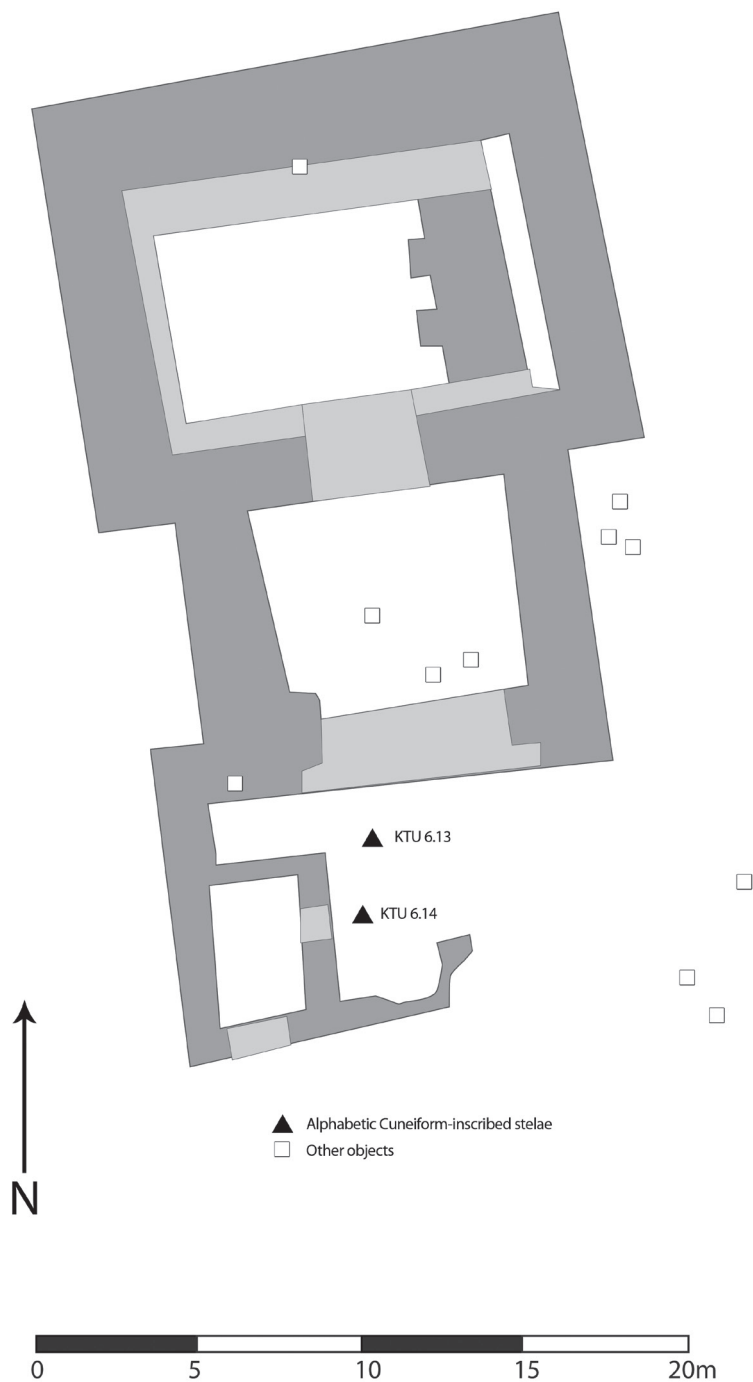 KTU 6.13
KTU 6.14
Alphabetic Cuneiform-inscribed stelae
Other objects
N
0 5 10 15 20m